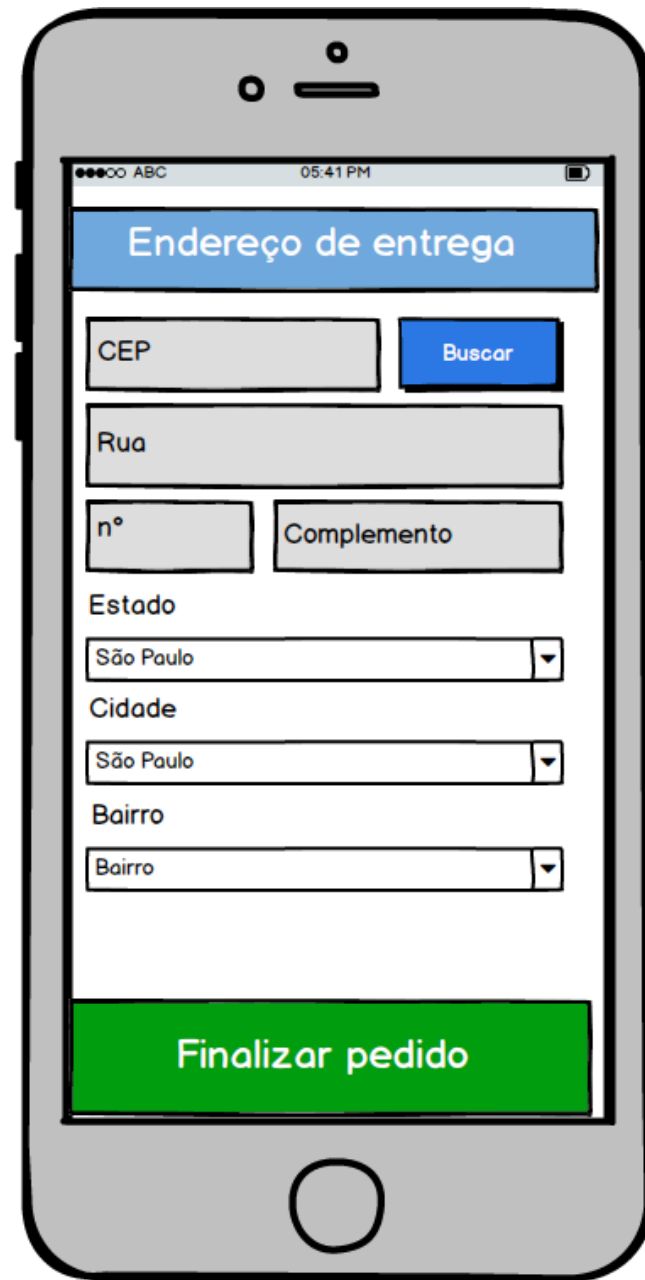 ABC 05:41 PM
Endereço de entrega
CEP Buscar
Rua
n° Complemento
Estado
São Paulo
Cidade
São Paulo
Bairro
Bairro
Finalizar pedido